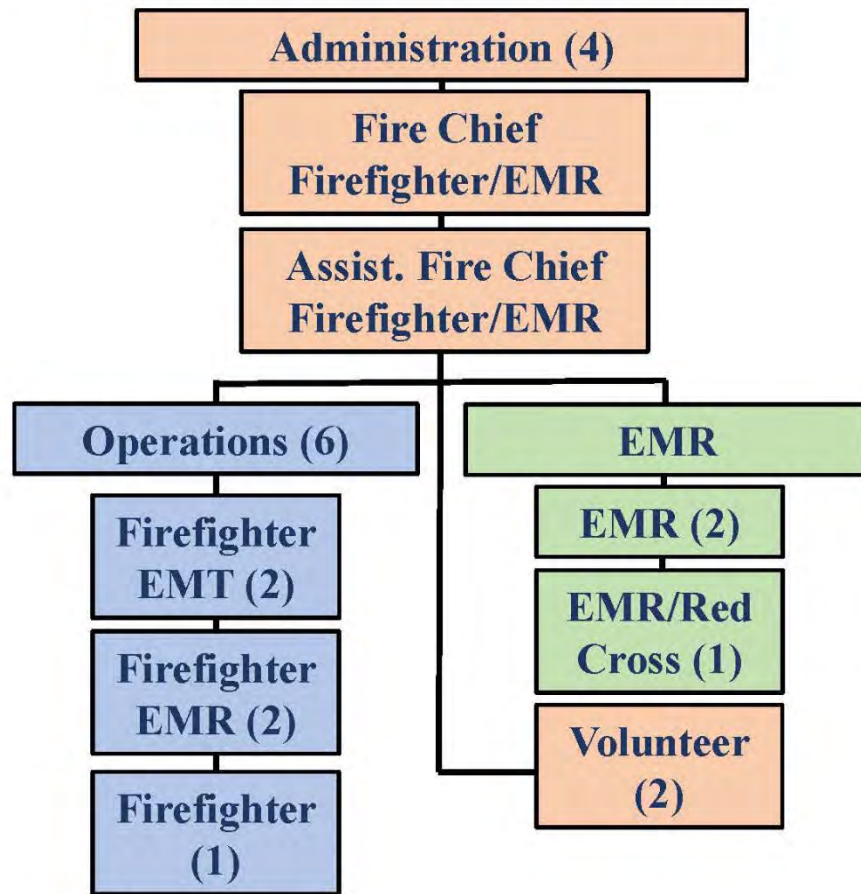 Administration (4)
Fire Chief
Firefighter/EMR
Assist. Fire Chief
Firefighter/EMR
Operations (6)
Firefighter
EMT (2)
Firefighter
EMR (2)
Firefighter
(1)
EMR
EMR (2)
EMR/Red
Cross (1)
Volunteer
(2)